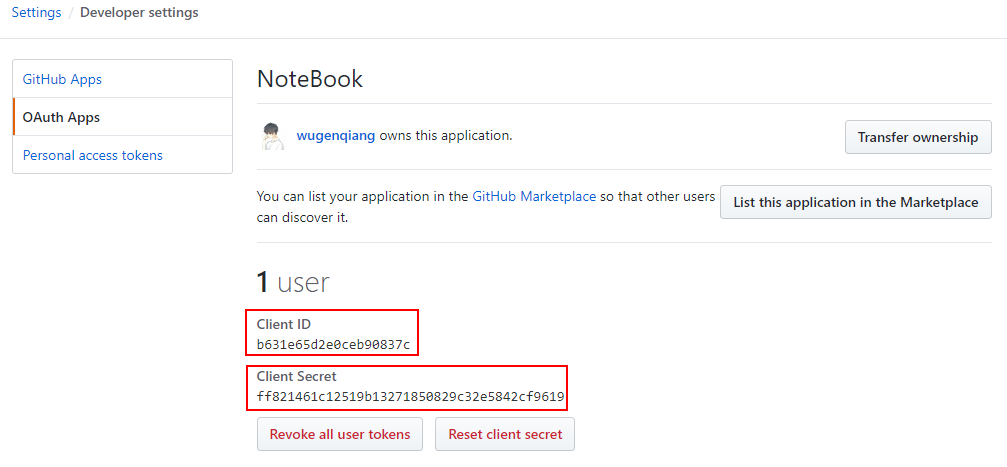 Settings / Developer settings
GitHub Apps
OAuth Apps
Personal access tokens
NoteBook
wugenqiang owns this application.
Transfer ownership
You can list your application in the GitHub Marketplace so that other users
can discover it.
List this application in the Marketplace
1 user
Client ID
b631e65d2e0ceb90837c
Client Secret
ff821461c12519b13271850829c32e5842cf9619
Revoke all user tokens
Reset client secret